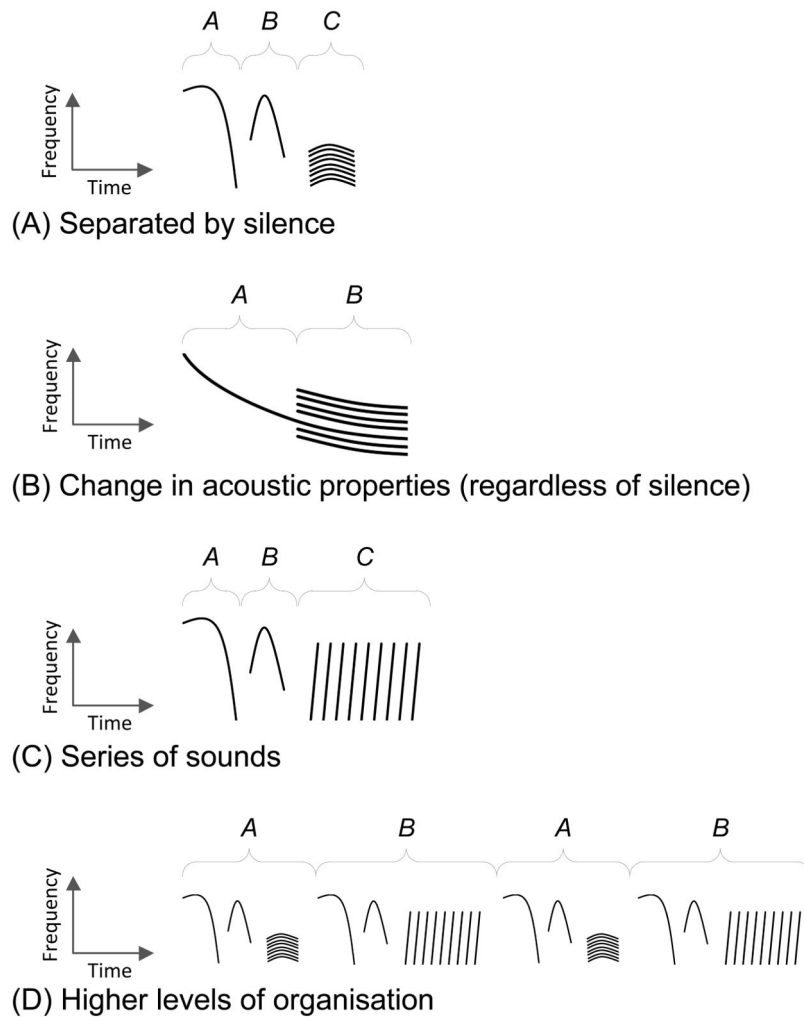 A B C
Frequency
Time
(A) Separated by silence
A B
Frequency
Time
(B) Change in acoustic properties (regardless of silence)
A B C
Frequency
Time
(C) Series of sounds
A B A B
Frequency
Time
(D) Higher levels of organisation